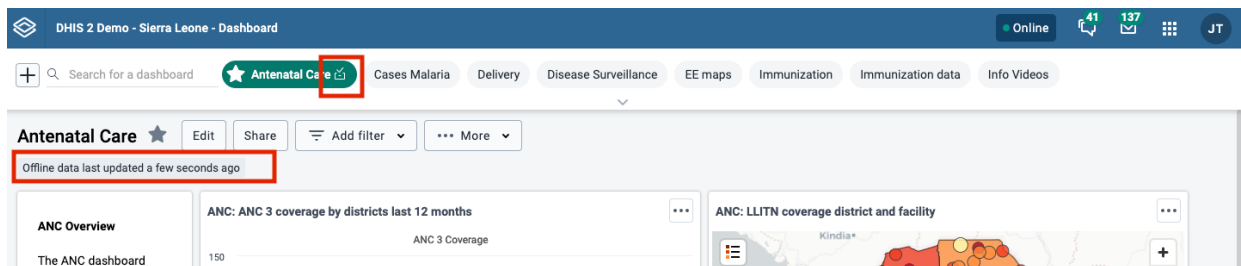 DHIS 2 Demo - Sierra Leone - Dashboard
Online
41
137
JT
Search for a dashboard
Antenatal Care
Cases Malaria
Delivery
Disease Surveillance
EE maps
Immunization
Immunization data
Info Videos
Antenatal Care
Edit
Share
Add filter
More
Offline data last updated a few seconds ago
ANC Overview
The ANC dashboard
ANC: ANC 3 coverage by districts last 12 months
ANC 3 Coverage
150
ANC: LLITN coverage district and facility
Kindia
+